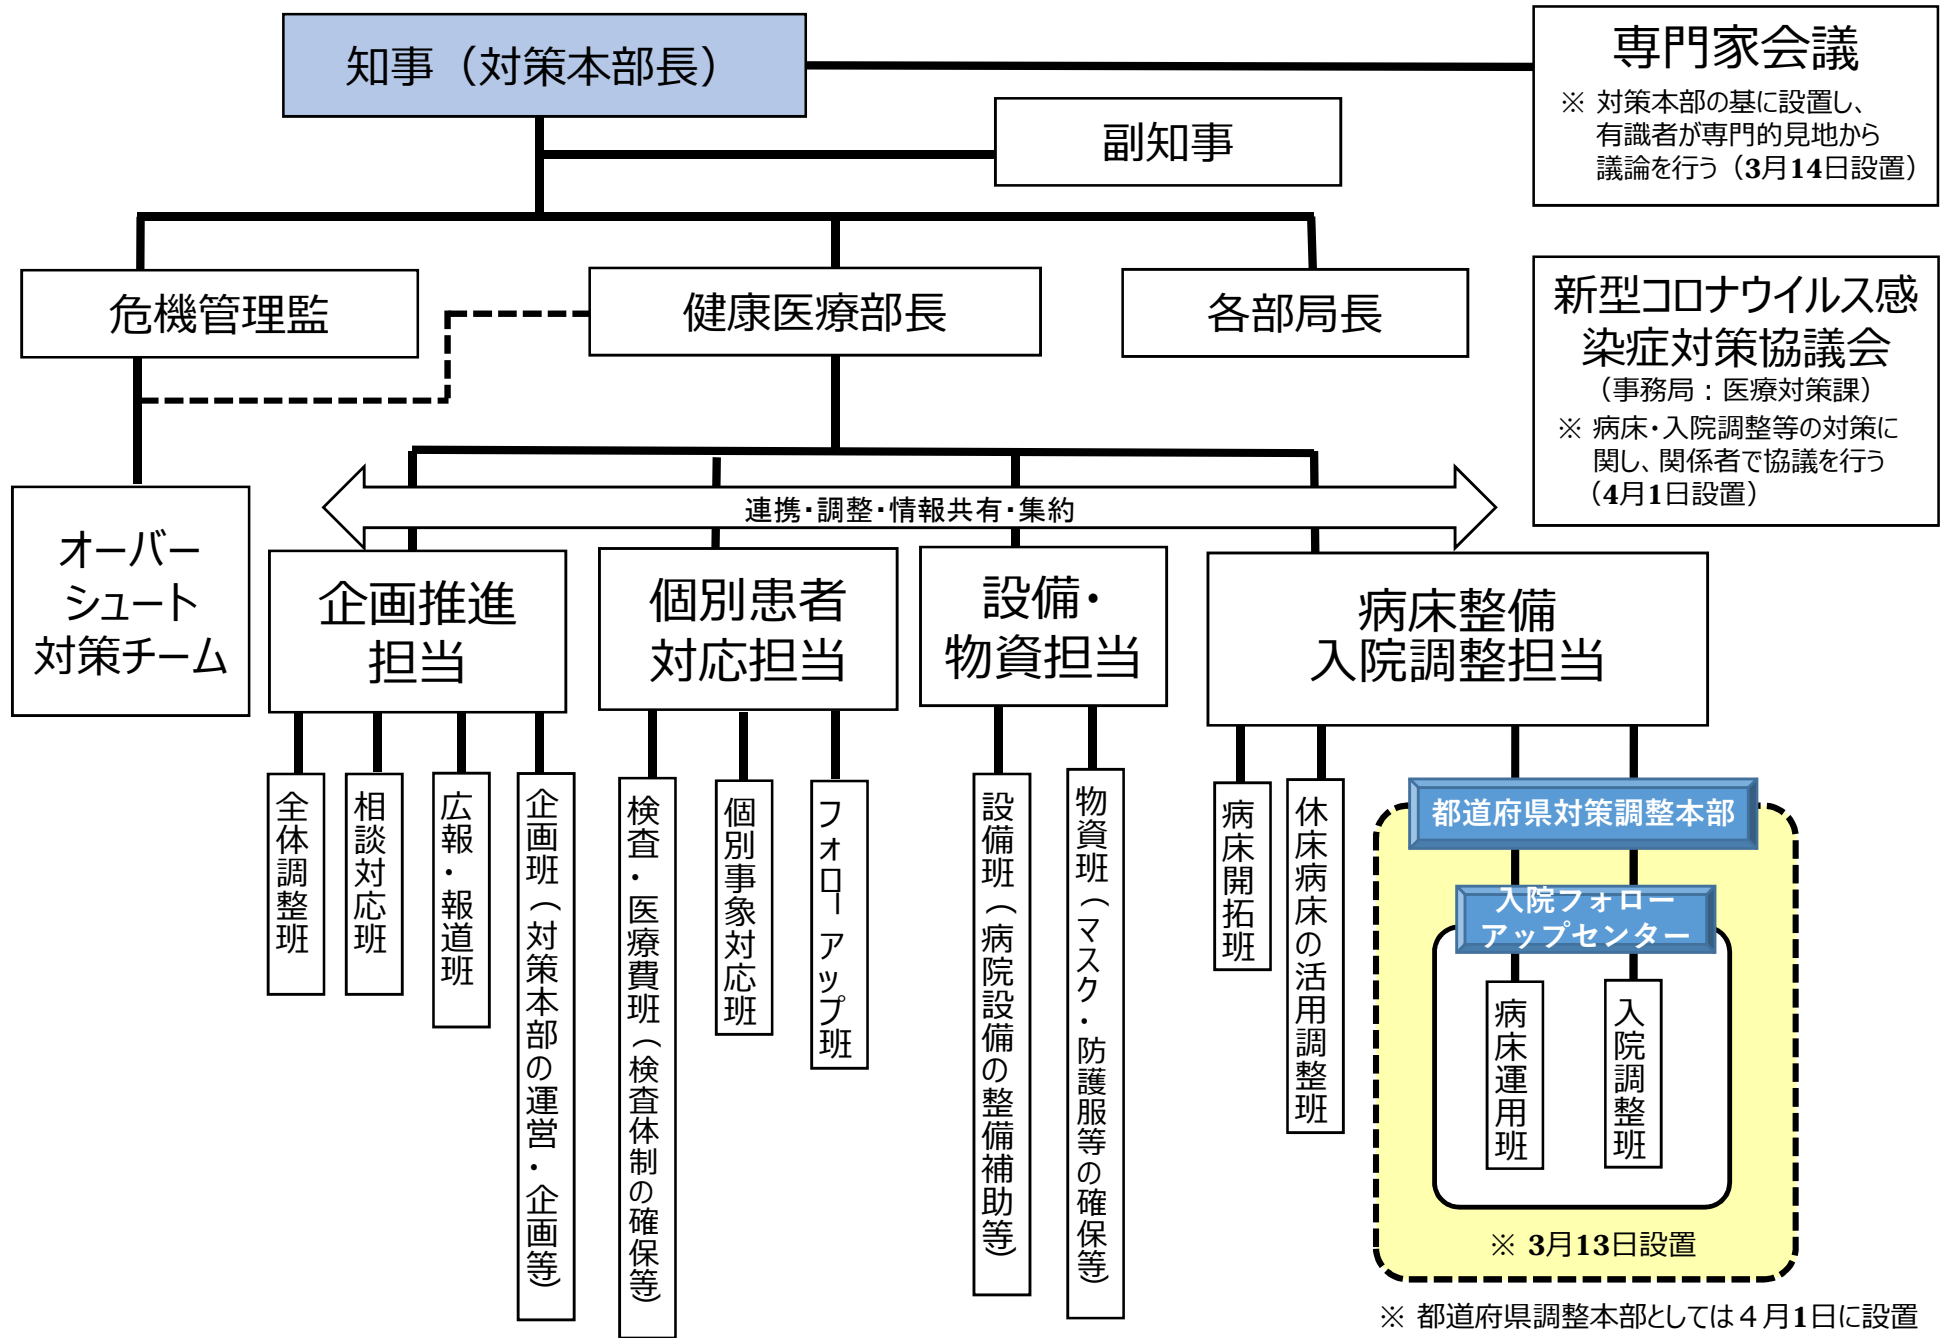 知事（対策本部長）
専門家会議
※ 対策本部の基に設置し、
有識者が専門的見地から
議論を行う（3月14日設置）
副知事
危機管理監
健康医療部長
各部局長
新型コロナウイルス感
染症対策協議会
（事務局：医療対策課）
※ 病床・入院調整等の対策に
関し、関係者で協議を行う
（4月1日設置）
連携・調整・情報共有・集約
オーバー
シュート
対策チーム
企画推進
担当
個別患者
対応担当
設備・
物資担当
病床整備
入院調整担当
全体調整班
相談対応班
広報・報道班
企画班（対策本部の運営・企画等）
検査・医療費班（検査体制の確保等）
個別事象対応班
フォローアップ班
設備班（病院設備の整備補助等）
物資班（マスク・防護服等の確保等）
病床開拓班
休床病床の活用調整班
都道府県対策調整本部
入院フォロー
アップセンター
病床運用班
入院調整班
※ 3月13日設置
※ 都道府県調整本部としては４月1日に設置